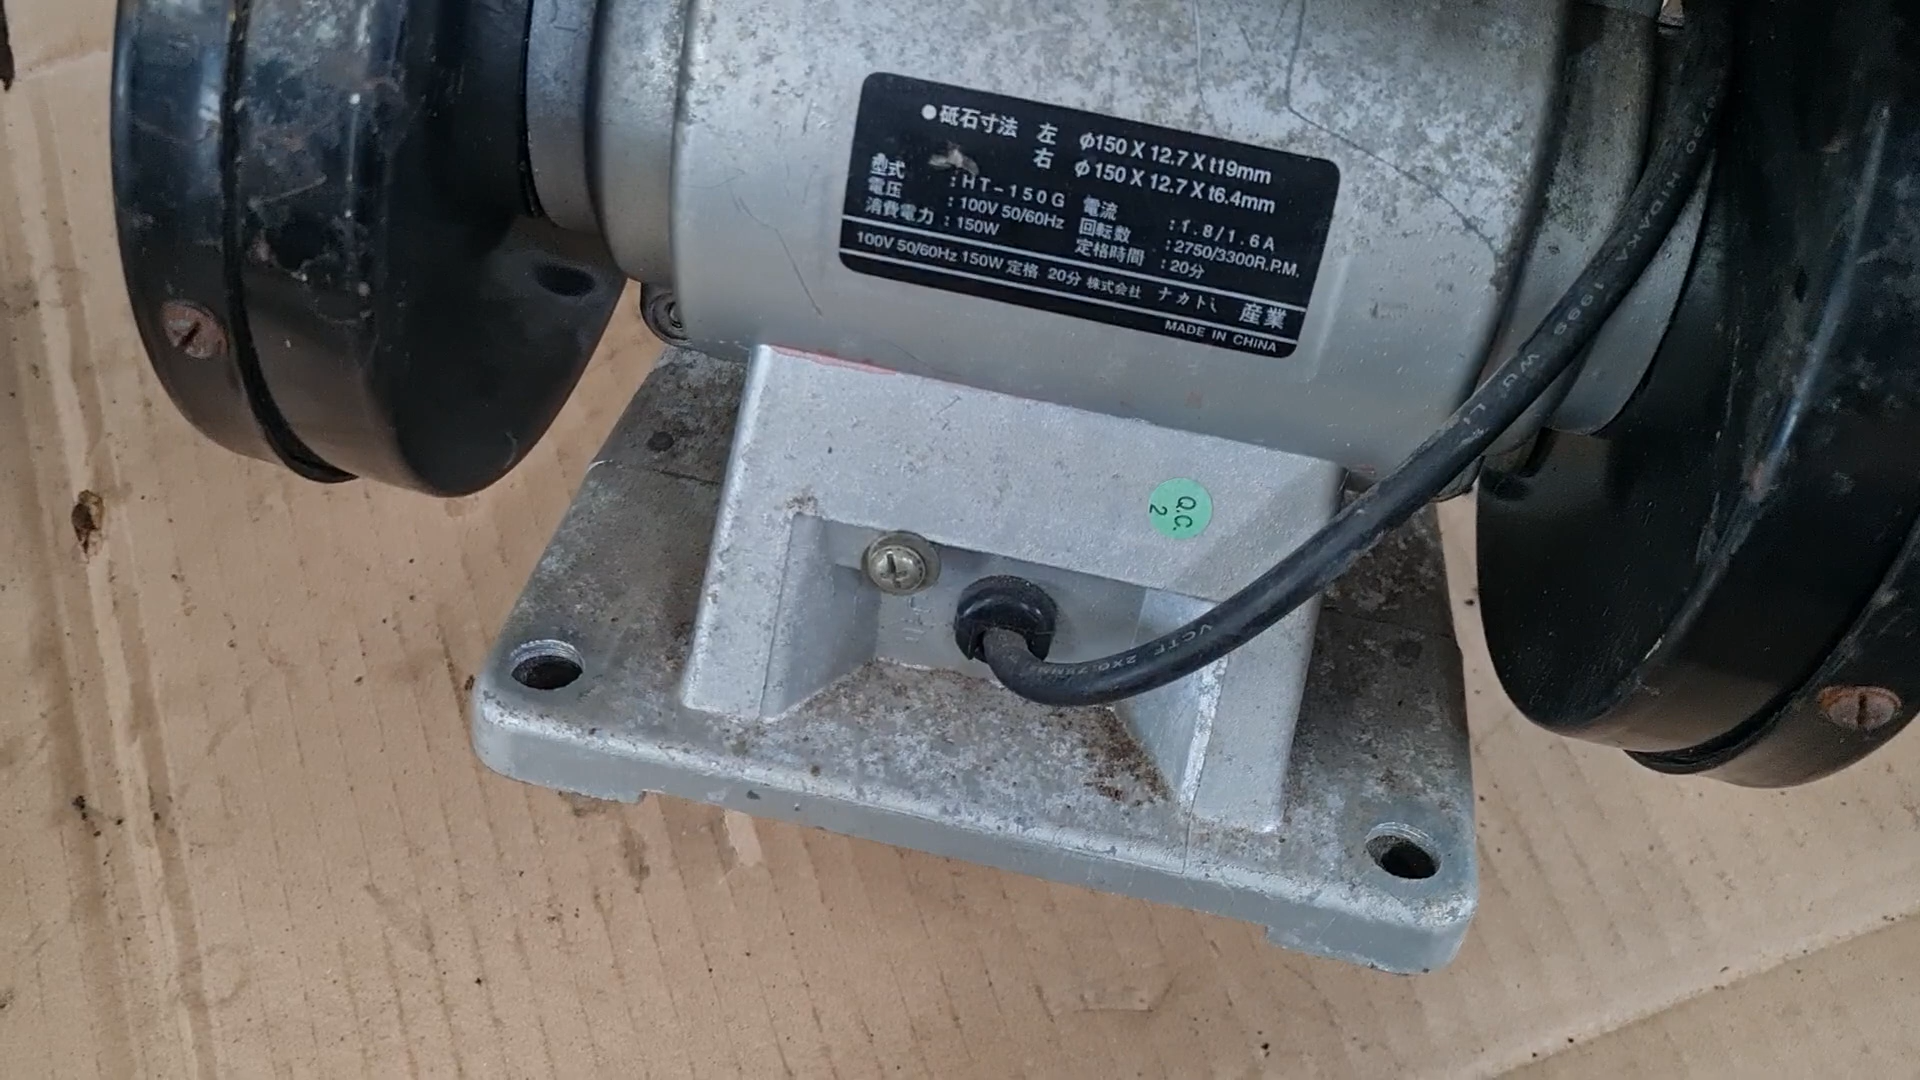 ●砥石寸法 左 φ150 X 12.7 X t19mm
右 φ150 X 12.7 X t6.4mm
型式 : HT-150G 電流 : 1.8/1.6A
電圧 : 100V 50/60Hz 回転数 : 2750/3300R.P.M.
消費電力 : 150W 定格時間 : 20分
100V 50/60Hz 150W 定格 20分 株式会社 ナカトミ 産業
MADE IN CHINA
Q.C.
2
HIDAKA 1999
VCTF 2X0.75MM